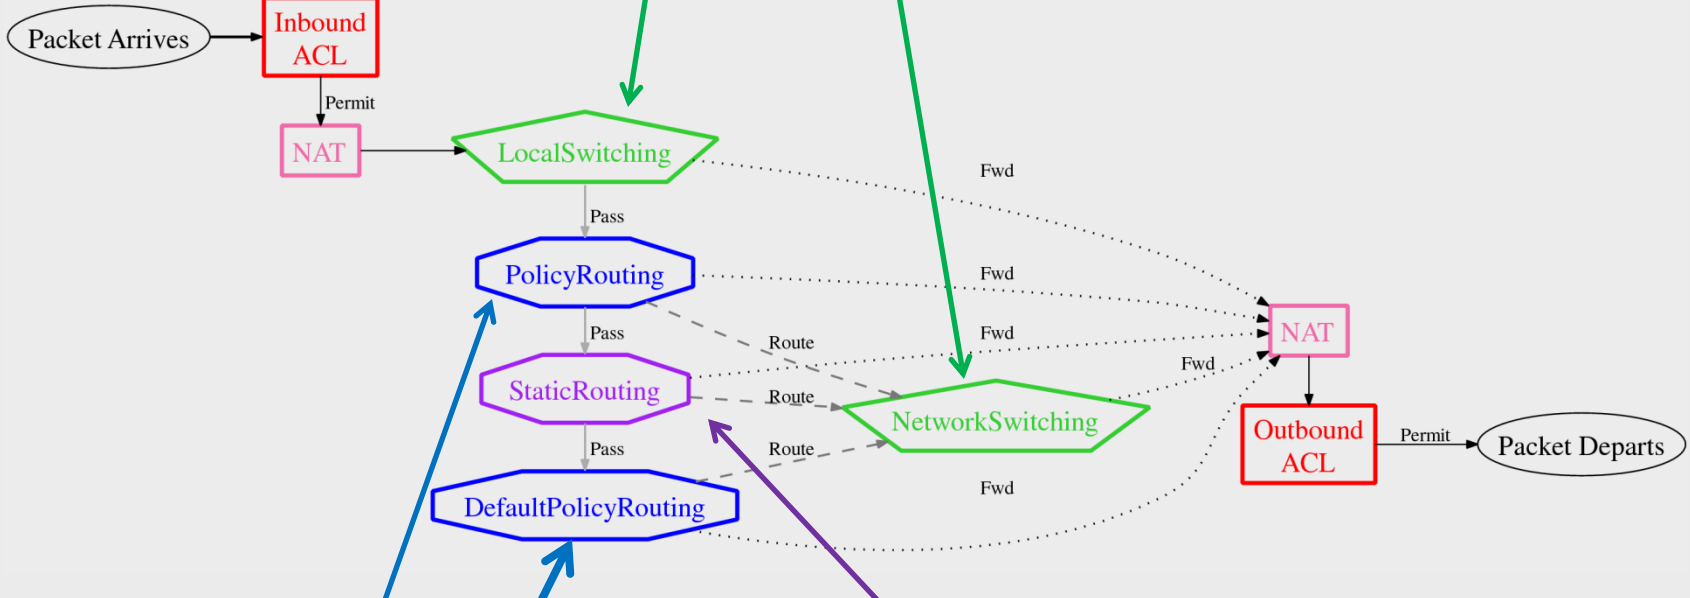 Packet Arrives
Inbound
ACL
Permit
NAT
LocalSwitching
Fwd
Pass
PolicyRouting
Fwd
Pass
Route
Fwd
NAT
Fwd
StaticRouting
Route
NetworkSwitching
Outbound
ACL
Permit
Packet Departs
Pass
Route
DefaultPolicyRouting
Fwd